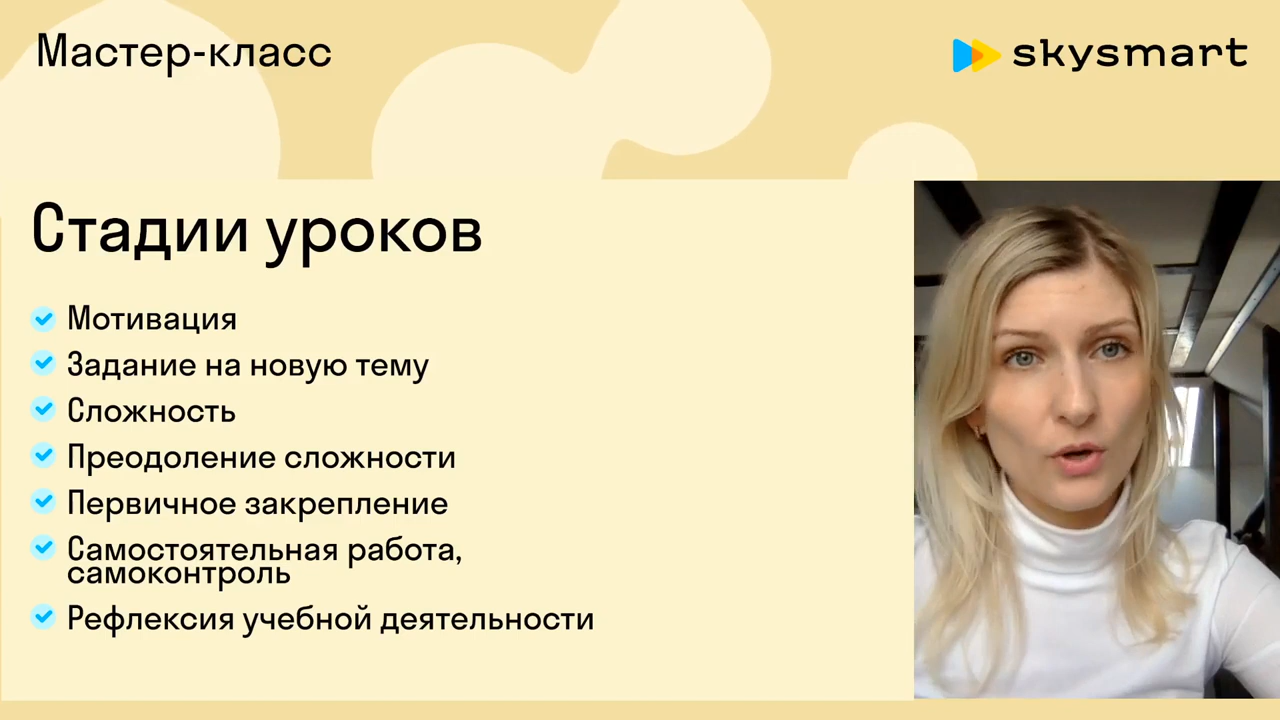 Мастер-класс
skysmart
Стадии уроков
Мотивация
Задание на новую тему
Сложность
Преодоление сложности
Первичное закрепление
Самостоятельная работа,
самоконтроль
Рефлексия учебной деятельности